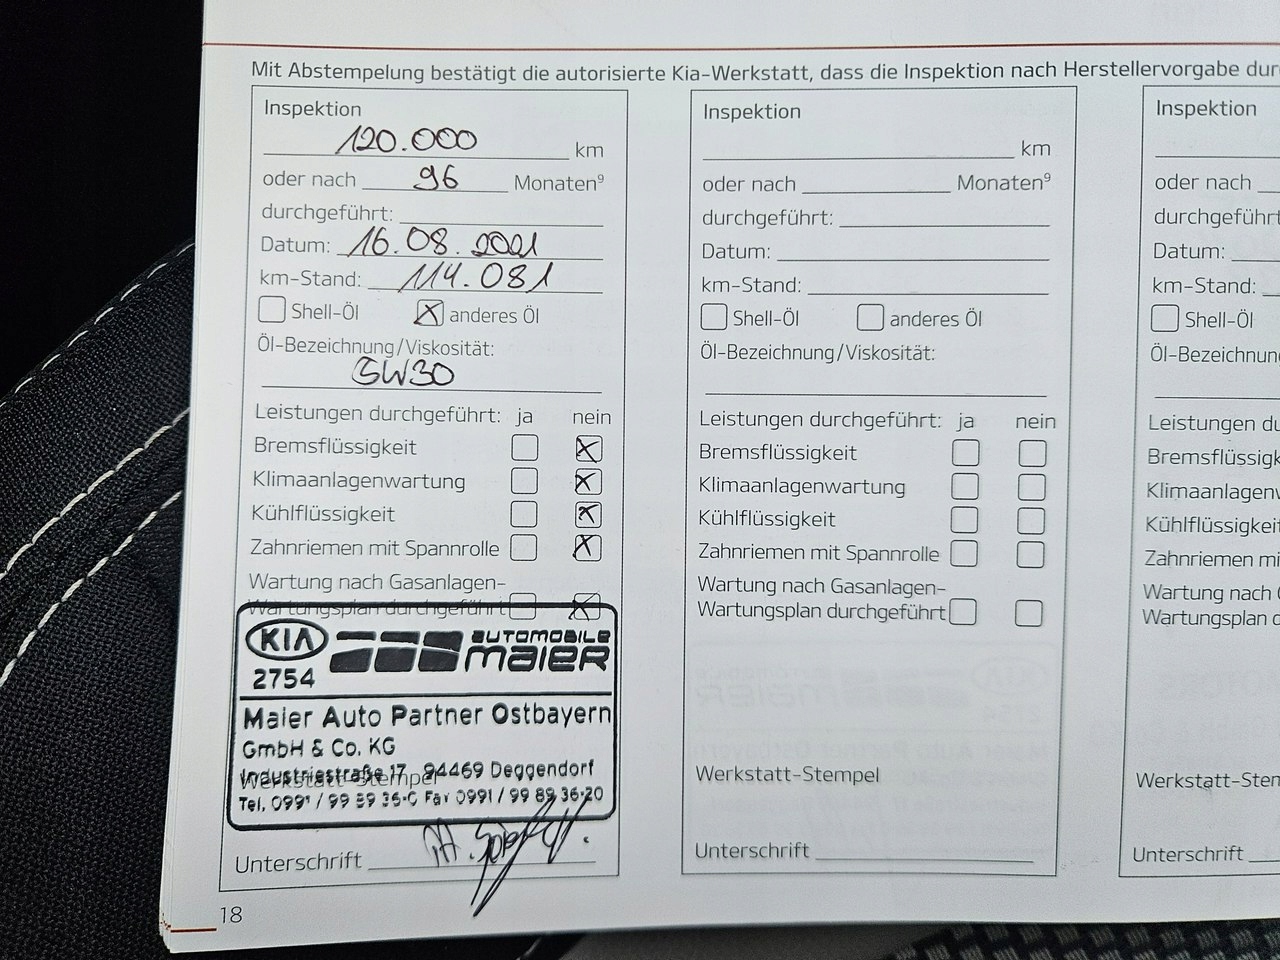 Mit Abstempelung bestätigt die autorisierte Kia-Werkstatt, dass die Inspektion nach Herstellervorgabe dur
Inspektion
120.000 km
oder nach 96 Monaten⁹
durchgeführt:
Datum: 16.08.2021
km-Stand: 114.081
Shell-Öl anderes Öl
Öl-Bezeichnung/Viskosität:
5W30
Leistungen durchgeführt: ja nein
Bremsflüssigkeit
Klimaanlagenwartung
Kühlflüssigkeit
Zahnriemen mit Spannrolle
Wartung nach Gasanlagen-
Wartungsplan durchgeführt
KIA AUTOMOBILE
maier
2754
Maier Auto Partner Ostbayern
GmbH & Co. KG
Industriestraße 17 94469 Deggendorf
Werkstatt-Stempel
Tel. 0991 / 99 89 36-0 Fax 0991 / 99 89 36-20
Unterschrift
18
Inspektion
km
oder nach Monaten⁹
durchgeführt:
Datum:
km-Stand:
Shell-Öl anderes Öl
Öl-Bezeichnung/Viskosität:
Leistungen durchgeführt: ja nein
Bremsflüssigkeit
Klimaanlagenwartung
Kühlflüssigkeit
Zahnriemen mit Spannrolle
Wartung nach Gasanlagen-
Wartungsplan durchgeführt
Werkstatt-Stempel
Unterschrift
Inspektion
oder nach
durchgeführt
Datum:
km-Stand:
Shell-Öl
Öl-Bezeichnun
Leistungen du
Bremsflüssigk
Klimaanlagenw
Kühlflüssigkeit
Zahnriemen mi
Wartung nach G
Wartungsplan d
Werkstatt-Stem
Unterschrift